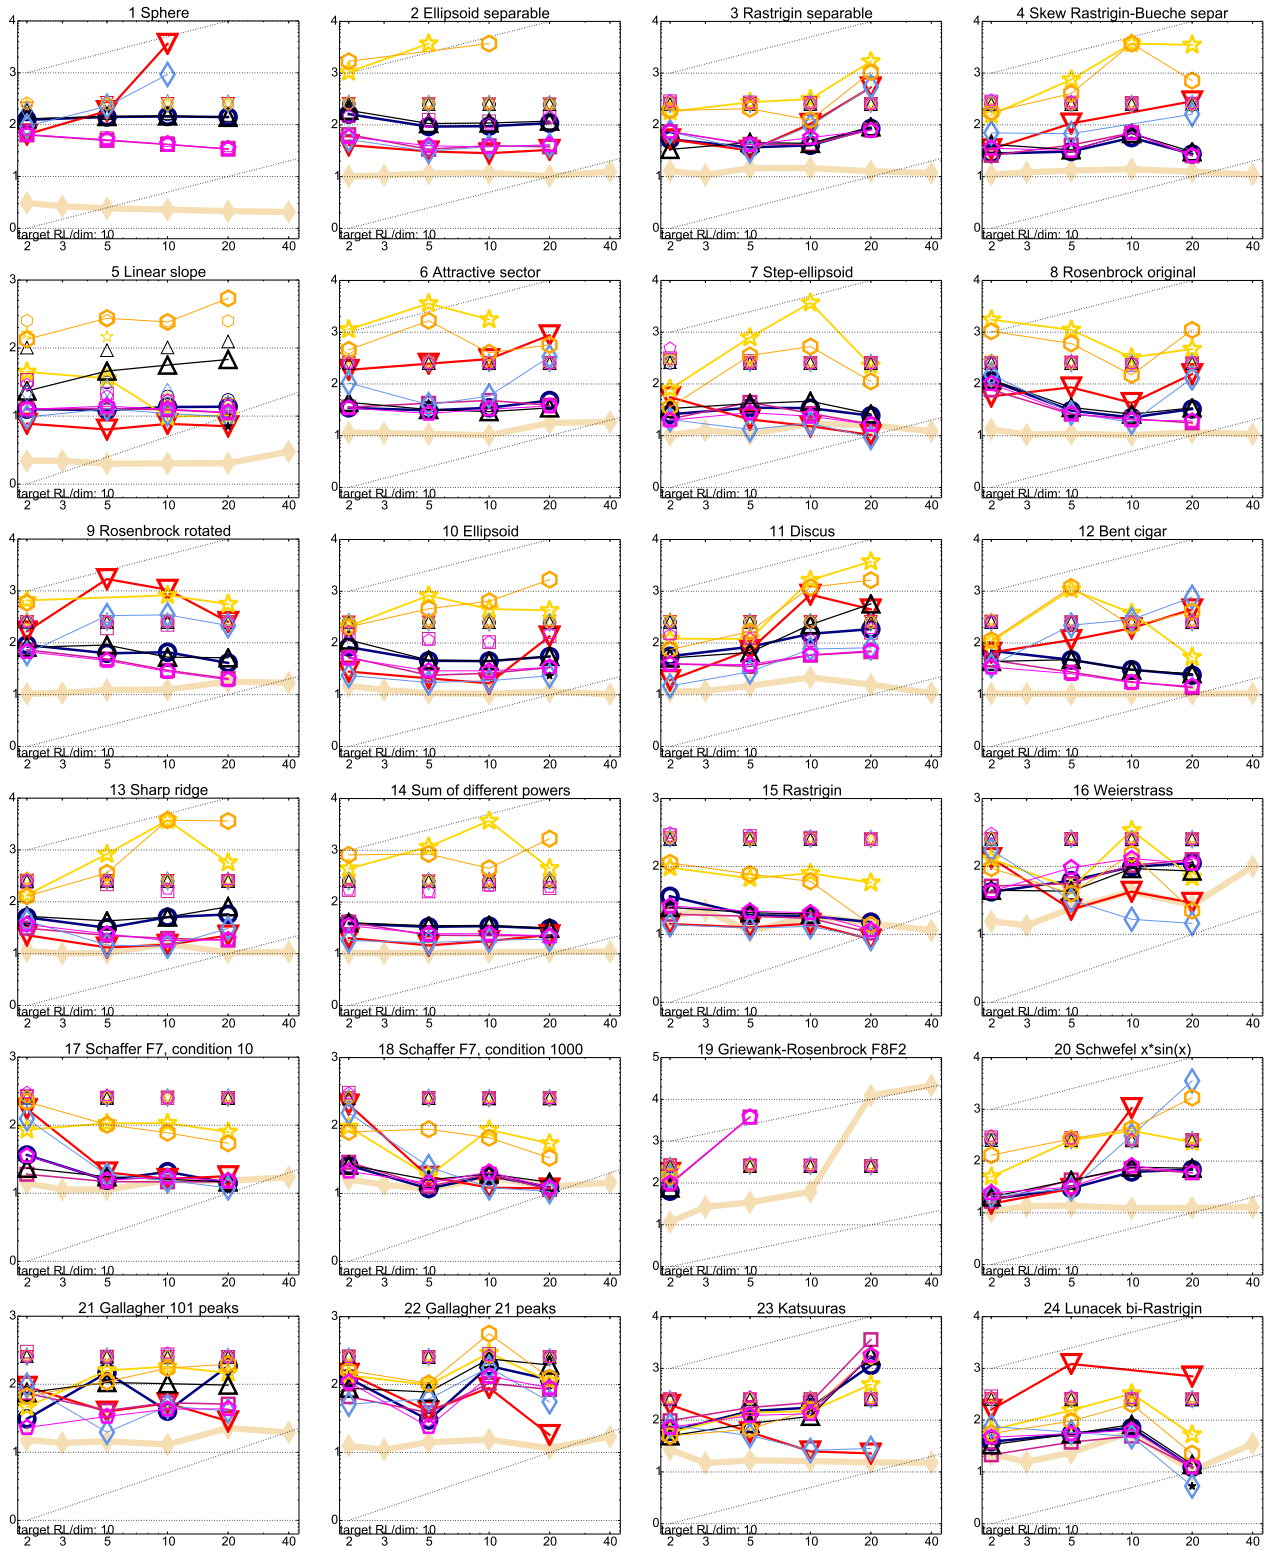 1 Sphere
4
3
2
1
0
target RL/dim: 10
2 3 5 10 20 40
2 Ellipsoid separable
4
3
2
1
0
target RL/dim: 10
2 3 5 10 20 40
3 Rastrigin separable
4
3
2
1
0
target RL/dim: 10
2 3 5 10 20 40
4 Skew Rastrigin-Bueche separ
4
3
2
1
0
target RL/dim: 10
2 3 5 10 20 40
5 Linear slope
3
2
1
0
target RL/dim: 10
2 3 5 10 20 40
6 Attractive sector
4
3
2
1
0
target RL/dim: 10
2 3 5 10 20 40
7 Step-ellipsoid
4
3
2
1
0
target RL/dim: 10
2 3 5 10 20 40
8 Rosenbrock original
4
3
2
1
0
target RL/dim: 10
2 3 5 10 20 40
9 Rosenbrock rotated
4
3
2
1
0
target RL/dim: 10
2 3 5 10 20 40
10 Ellipsoid
4
3
2
1
0
target RL/dim: 10
2 3 5 10 20 40
11 Discus
4
3
2
1
0
target RL/dim: 10
2 3 5 10 20 40
12 Bent cigar
4
3
2
1
0
target RL/dim: 10
2 3 5 10 20 40
13 Sharp ridge
4
3
2
1
0
target RL/dim: 10
2 3 5 10 20 40
14 Sum of different powers
4
3
2
1
0
target RL/dim: 10
2 3 5 10 20 40
15 Rastrigin
3
2
1
0
target RL/dim: 10
2 3 5 10 20 40
16 Weierstrass
3
2
1
0
target RL/dim: 10
2 3 5 10 20 40
17 Schaffer F7, condition 10
3
2
1
0
target RL/dim: 10
2 3 5 10 20 40
18 Schaffer F7, condition 1000
3
2
1
0
target RL/dim: 10
2 3 5 10 20 40
19 Griewank-Rosenbrock F8F2
5
4
3
2
1
0
target RL/dim: 10
2 3 5 10 20 40
20 Schwefel x*sin(x)
4
3
2
1
0
target RL/dim: 10
2 3 5 10 20 40
21 Gallagher 101 peaks
3
2
1
0
target RL/dim: 10
2 3 5 10 20 40
22 Gallagher 21 peaks
3
2
1
0
target RL/dim: 10
2 3 5 10 20 40
23 Katsuuras
4
3
2
1
0
target RL/dim: 10
2 3 5 10 20 40
24 Lunacek bi-Rastrigin
4
3
2
1
0
target RL/dim: 10
2 3 5 10 20 40